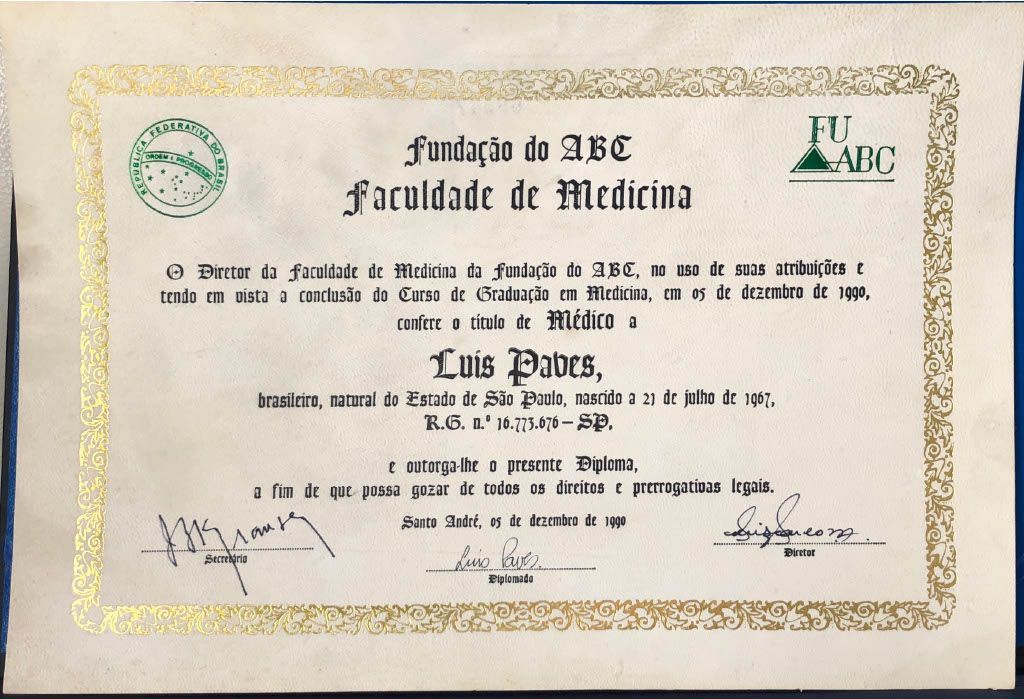 REPÚBLICA FEDERATIVA DO BRASIL
ORDEM E PROGRESSO
FU
ABC
Fundação do ABC
Faculdade de Medicina
O Diretor da Faculdade de Medicina da Fundação do ABC, no uso de suas atribuições e
tendo em vista a conclusão do Curso de Graduação em Medicina, em 05 de dezembro de 1990,
confere o título de Médico a
Luis Paves,
brasileiro, natural do Estado de São Paulo, nascido a 21 de julho de 1967,
R.G. n.º 16.773.676 - SP,
e outorga-lhe o presente Diploma,
a fim de que possa gozar de todos os direitos e prerrogativas legais.
Santo André, 05 de dezembro de 1990
Secretário
Luis Paves.
Diplomado
Diretor